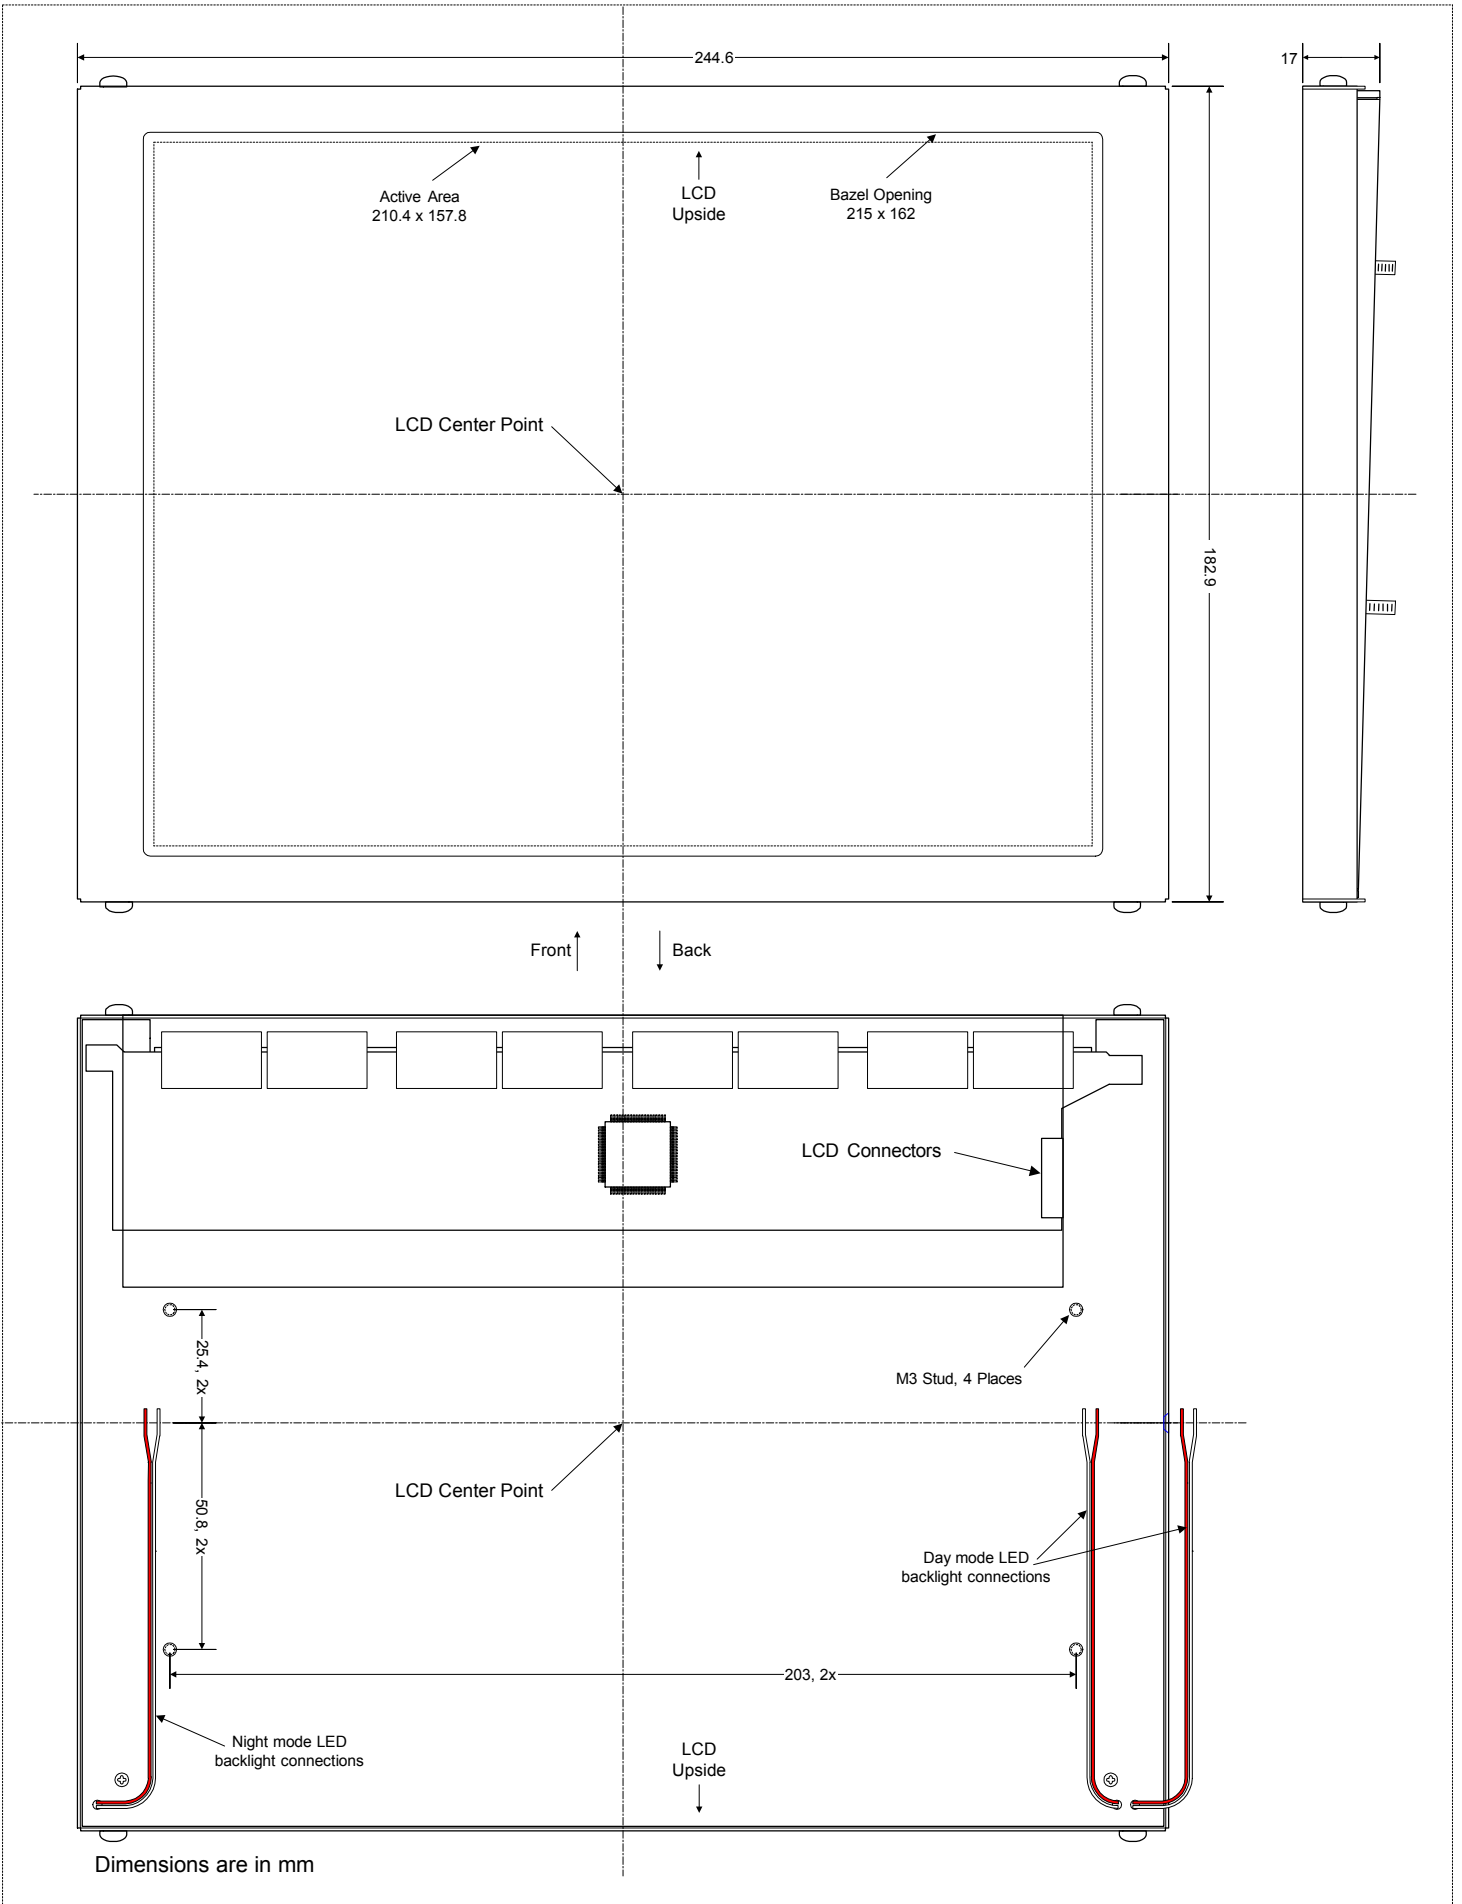 244.6
17
Active Area
210.4 x 157.8
LCD
Upside
Bazel Opening
215 x 162
LCD Center Point
182.9
Front
Back
LCD Connectors
25.4, 2x
M3 Stud, 4 Places
LCD Center Point
50.8, 2x
Day mode LED
backlight connections
203, 2x
Night mode LED
backlight connections
LCD
Upside
Dimensions are in mm